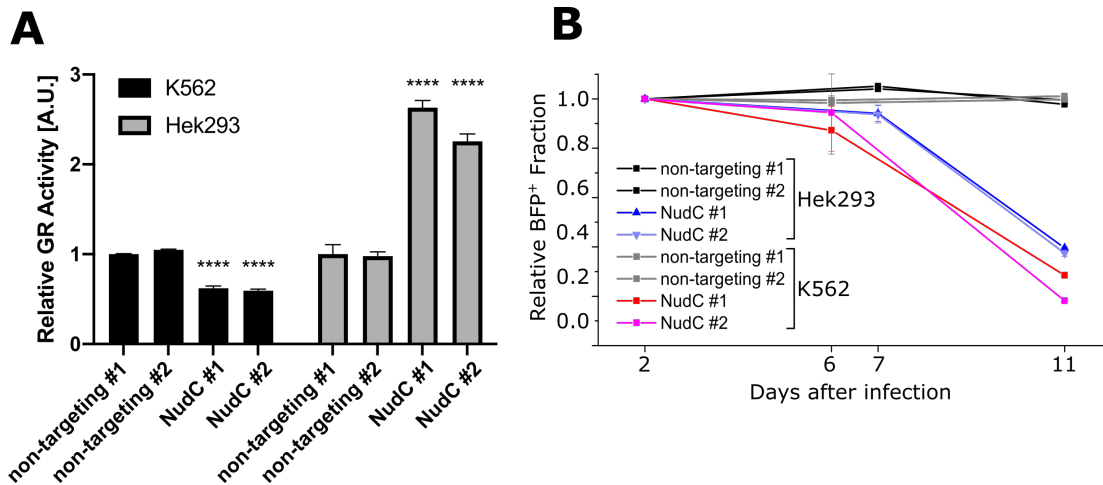 A
Relative GR Activity [A.U.]
3
2
1
0
K562
Hek293
****
****
****
****
non-targeting #1
non-targeting #2
NudC #1
NudC #2
non-targeting #1
non-targeting #2
NudC #1
NudC #2
B
Relative BFP⁺ Fraction
1.0
0.8
0.6
0.4
0.2
0.0
non-targeting #1
non-targeting #2
NudC #1
NudC #2
Hek293
non-targeting #1
non-targeting #2
NudC #1
NudC #2
K562
2
6
7
11
Days after infection